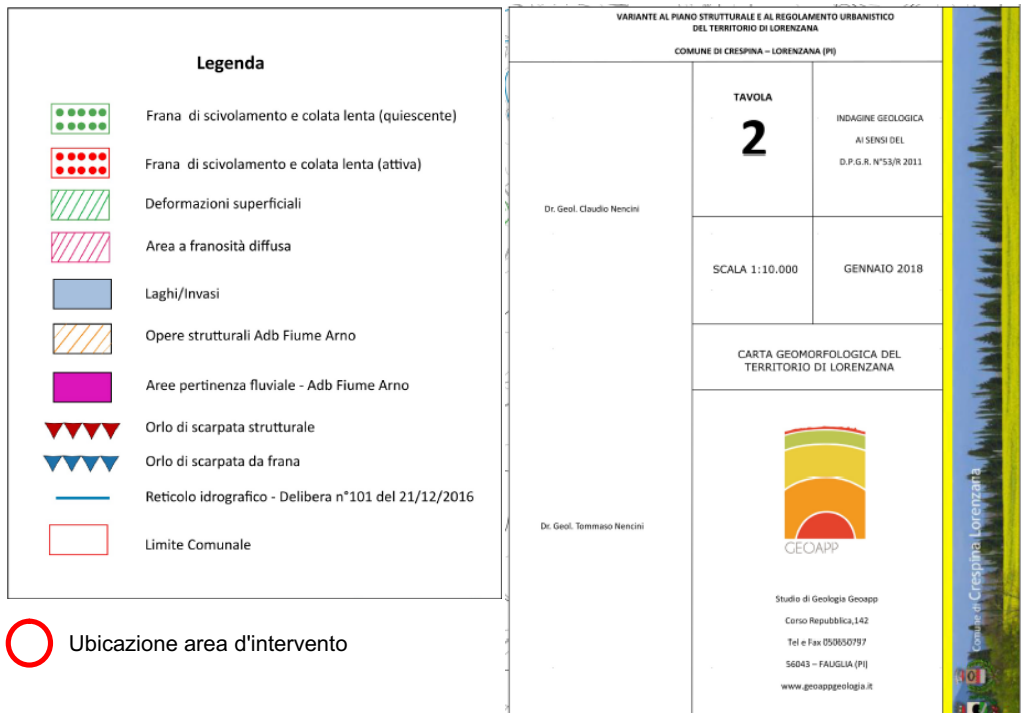 Legenda
Frana di scivolamento e colata lenta (quiescente)
Frana di scivolamento e colata lenta (attiva)
Deformazioni superficiali
Area a franosità diffusa
Laghi/Invasi
Opere strutturali Adb Fiume Arno
Aree pertinenza fluviale - Adb Fiume Arno
Orlo di scarpata strutturale
Orlo di scarpata da frana
Reticolo idrografico - Delibera n°101 del 21/12/2016
Limite Comunale
Ubicazione area d'intervento
VARIANTE AL PIANO STRUTTURALE E AL REGOLAMENTO URBANISTICO
DEL TERRITORIO DI LORENZANA
COMUNE DI CRESPINA – LORENZANA (PI)
Dr. Geol. Claudio Nencini
Dr. Geol. Tommaso Nencini
TAVOLA
2
INDAGINE GEOLOGICA
AI SENSI DEL
D.P.G.R. N°53/R 2011
SCALA 1:10.000
GENNAIO 2018
CARTA GEOMORFOLOGICA DEL
TERRITORIO DI LORENZANA
GEOAPP
Studio di Geologia Geoapp
Corso Repubblica,142
Tel e Fax 050650797
56043 – FAUGLIA (PI)
www.geoappgeologia.it
Comune di Crespina Lorenzana